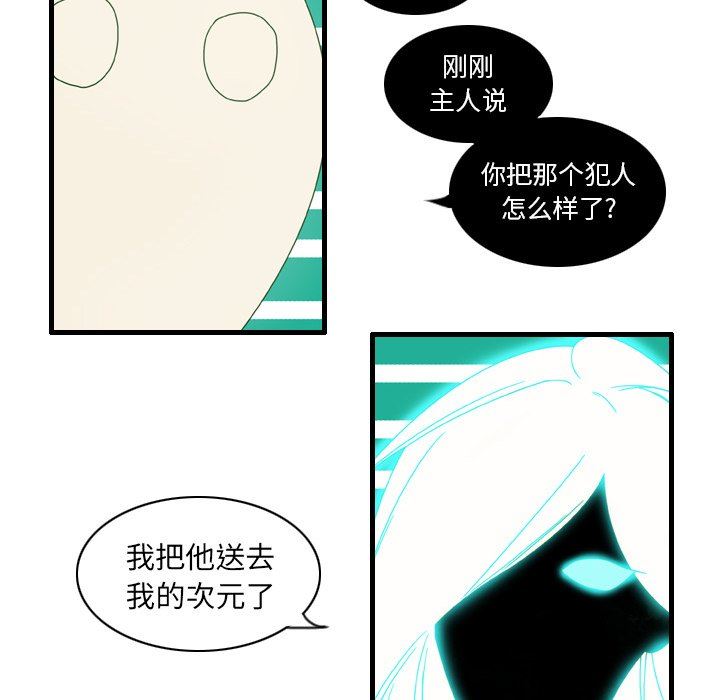 刚刚
主人说
你把那个犯人
怎么样了?
我把他送去
我的次元了